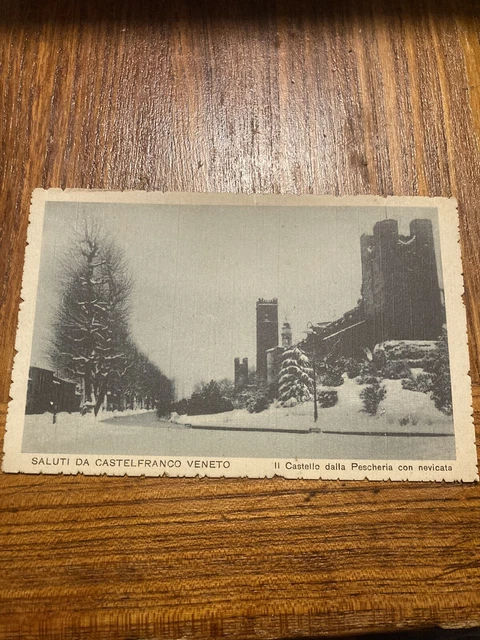 SALUTI DA CASTELFRANCO VENETO
Il Castello dalla Pescheria con nevicata